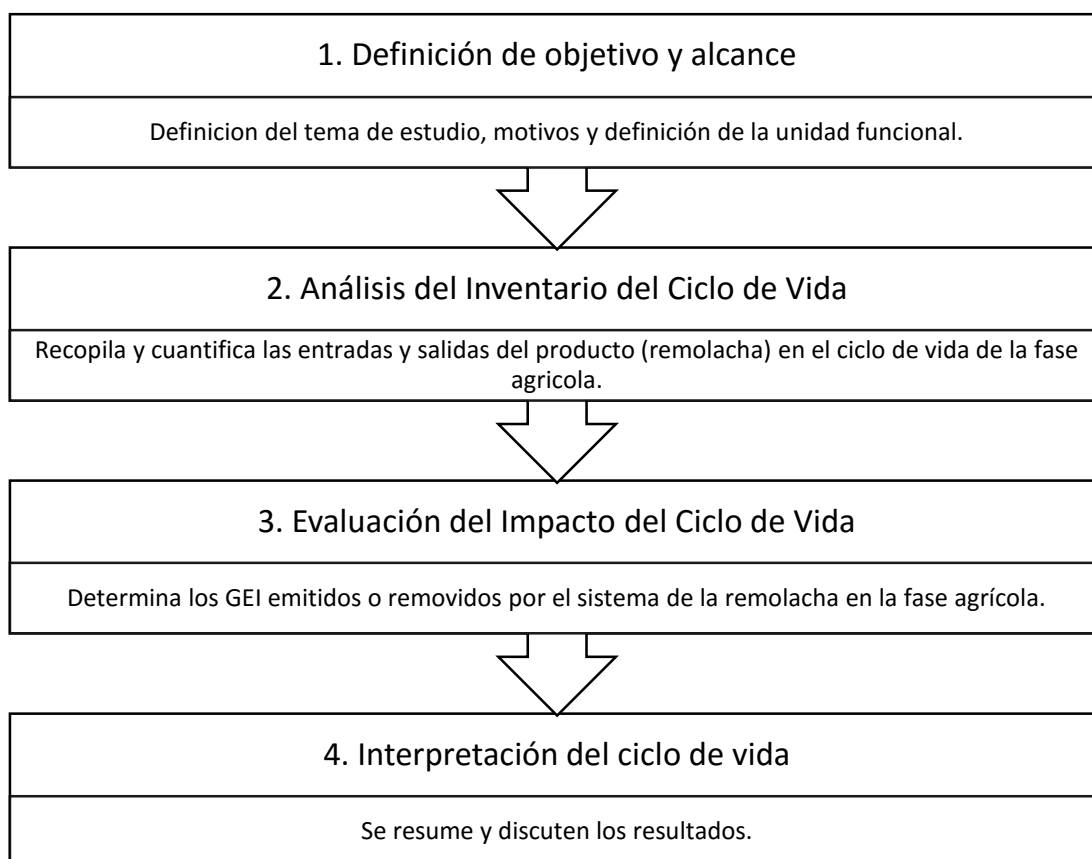 1. Definición de objetivo y alcance
Definicion del tema de estudio, motivos y definición de la unidad funcional.
2. Análisis del Inventario del Ciclo de Vida
Recopila y cuantifica las entradas y salidas del producto (remolacha) en el ciclo de vida de la fase
agricola.
3. Evaluación del Impacto del Ciclo de Vida
Determina los GEI emitidos o removidos por el sistema de la remolacha en la fase agrícola.
4. Interpretación del ciclo de vida
Se resume y discuten los resultados.